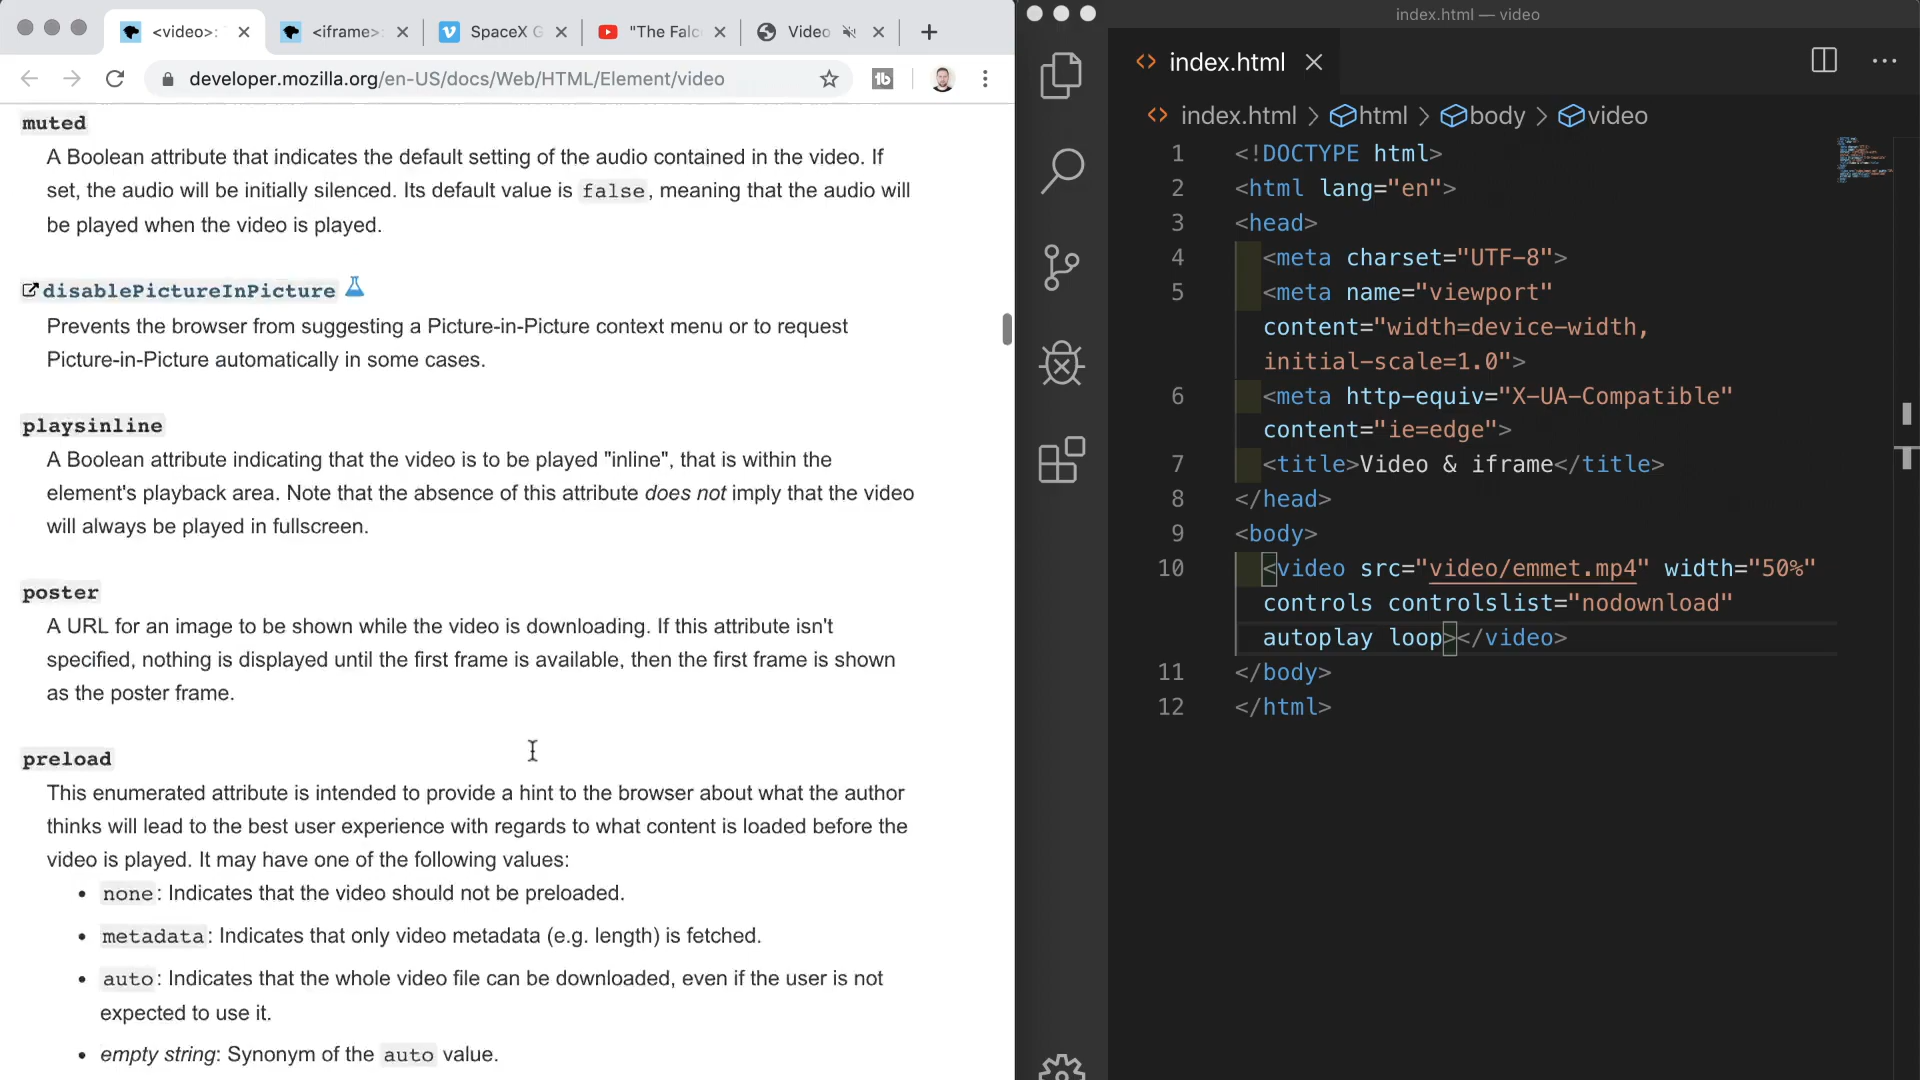 <video>:
<iframe>:
SpaceX G
"The Falc
Video
developer.mozilla.org/en-US/docs/Web/HTML/Element/video
muted
A Boolean attribute that indicates the default setting of the audio contained in the video. If
set, the audio will be initially silenced. Its default value is false, meaning that the audio will
be played when the video is played.
disablePictureInPicture
Prevents the browser from suggesting a Picture-in-Picture context menu or to request
Picture-in-Picture automatically in some cases.
playsinline
A Boolean attribute indicating that the video is to be played "inline", that is within the
element's playback area. Note that the absence of this attribute does not imply that the video
will always be played in fullscreen.
poster
A URL for an image to be shown while the video is downloading. If this attribute isn't
specified, nothing is displayed until the first frame is available, then the first frame is shown
as the poster frame.
preload
This enumerated attribute is intended to provide a hint to the browser about what the author
thinks will lead to the best user experience with regards to what content is loaded before the
video is played. It may have one of the following values:
• none: Indicates that the video should not be preloaded.
• metadata: Indicates that only video metadata (e.g. length) is fetched.
• auto: Indicates that the whole video file can be downloaded, even if the user is not
expected to use it.
• empty string: Synonym of the auto value.
index.html — video
index.html
index.html > html > body > video
1 <!DOCTYPE html>
2 <html lang="en">
3 <head>
4 <meta charset="UTF-8">
5 <meta name="viewport"
content="width=device-width,
initial-scale=1.0">
6 <meta http-equiv="X-UA-Compatible"
content="ie=edge">
7 <title>Video & iframe</title>
8 </head>
9 <body>
10 <video src="video/emmet.mp4" width="50%"
controls controlslist="nodownload"
autoplay loop></video>
11 </body>
12 </html>